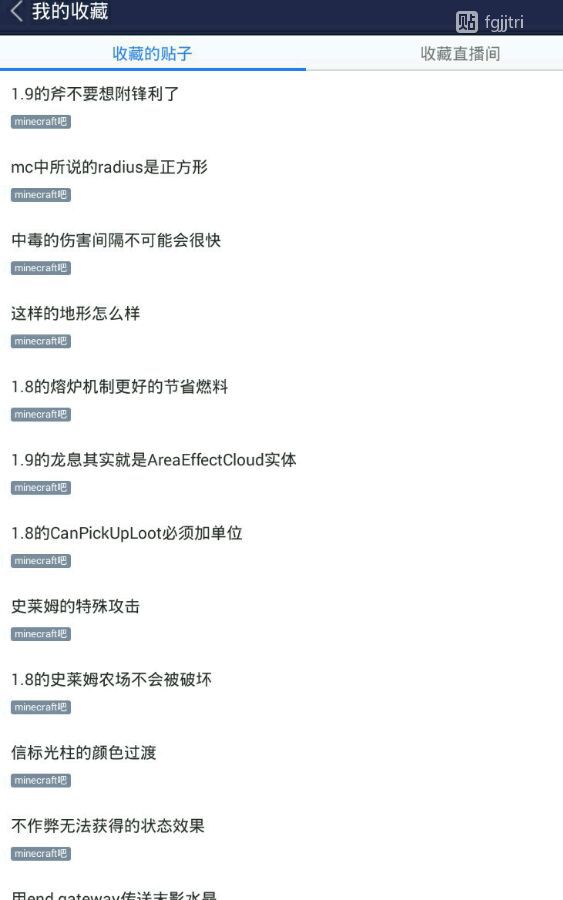 我的收藏
贴 fgjjtri
收藏的贴子
收藏直播间
1.9的斧不要想附锋利了
minecraft吧
mc中所说的radius是正方形
minecraft吧
中毒的伤害间隔不可能会很快
minecraft吧
这样的地形怎么样
minecraft吧
1.8的熔炉机制更好的节省燃料
minecraft吧
1.9的龙息其实就是AreaEffectCloud实体
minecraft吧
1.8的CanPickUpLoot必须加单位
minecraft吧
史莱姆的特殊攻击
minecraft吧
1.8的史莱姆农场不会被破坏
minecraft吧
信标光柱的颜色过渡
minecraft吧
不作弊无法获得的状态效果
minecraft吧
用end gateway传送末影水晶